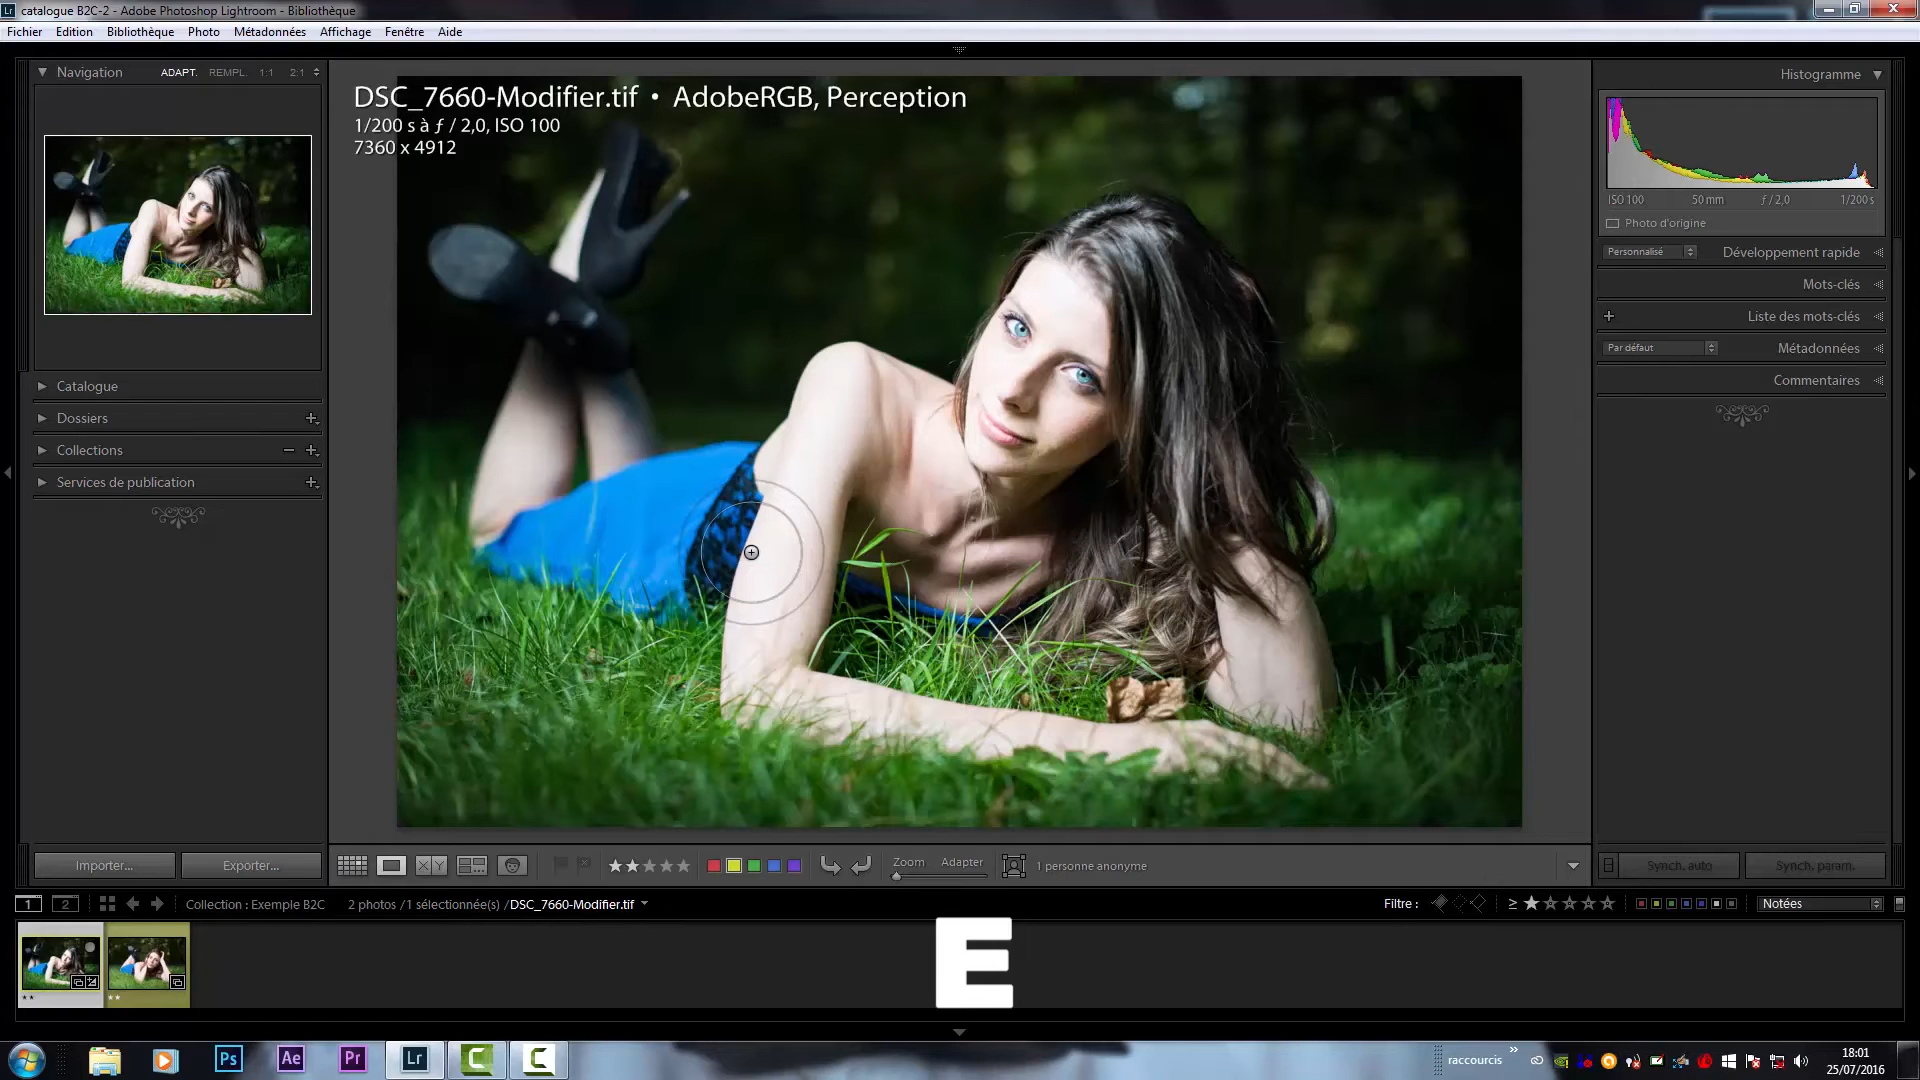 Lr catalogue B2C-2 - Adobe Photoshop Lightroom - Bibliothèque
Fichier Edition Bibliothèque Photo Métadonnées Affichage Fenêtre Aide
Navigation ADAPT. REMPL. 1:1 2:1
DSC_7660-Modifier.tif • AdobeRGB, Perception
1/200 s à ƒ / 2,0, ISO 100
7360 x 4912
Catalogue
Dossiers
Collections
Services de publication
Histogramme
ISO 100 50 mm ƒ / 2,0 1/200 s
Photo d'origine
Personnalisé Développement rapide
Mots-clés
Liste des mots-clés
Par défaut Métadonnées
Commentaires
Importer... Exporter...
X Y
Zoom Adapter
1 personne anonyme
Synch. auto Synch. param.
1 2 Collection : Exemple B2C 2 photos /1 sélectionnée(s) /DSC_7660-Modifier.tif
Filtre : ≥ Notées
E
Ps Ae Pr Lr C C
raccourcis »
18:01
25/07/2016